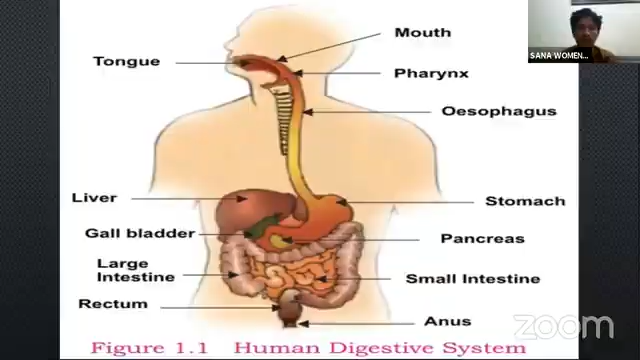 SANA WOMEN...
Mouth
Tongue
Pharynx
Oesophagus
Liver
Stomach
Gall bladder
Pancreas
Large
Intestine
Small Intestine
Rectum
Anus
zoom
Figure 1.1 Human Digestive System